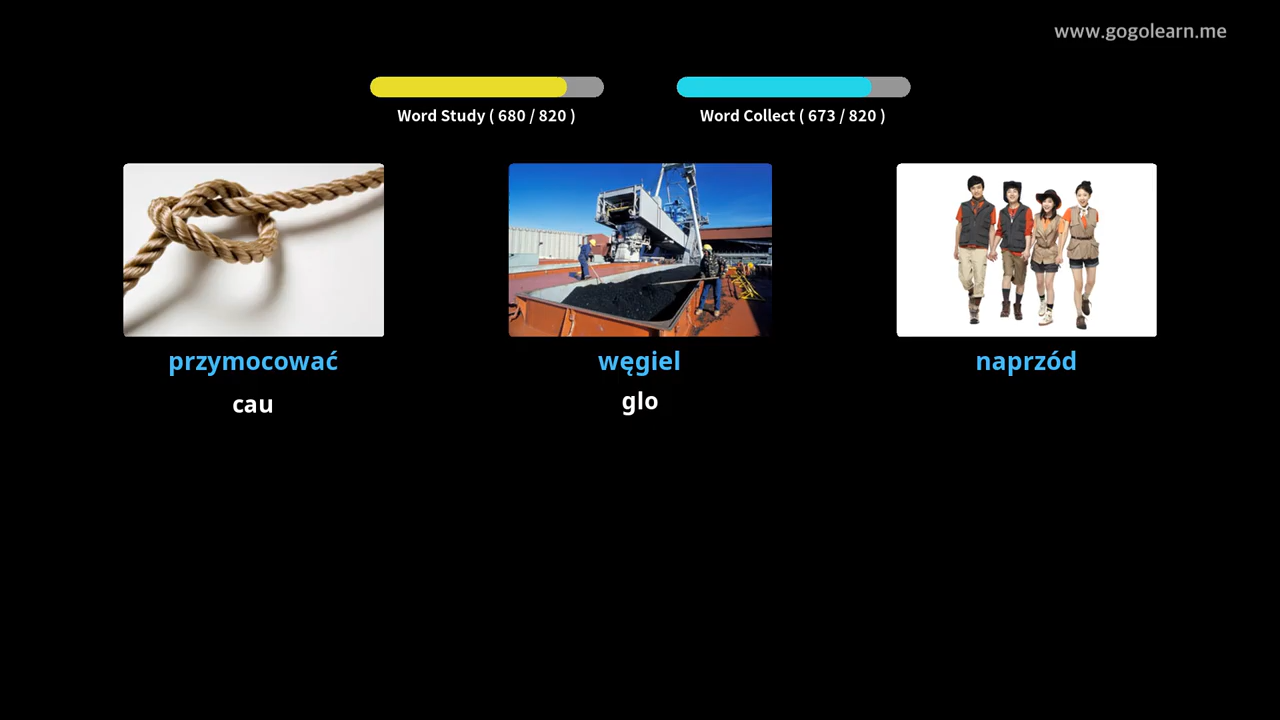 www.gogolearn.me
Word Study ( 680 / 820 )
Word Collect ( 673 / 820 )
przymocować
węgiel
naprzód
cau
glo